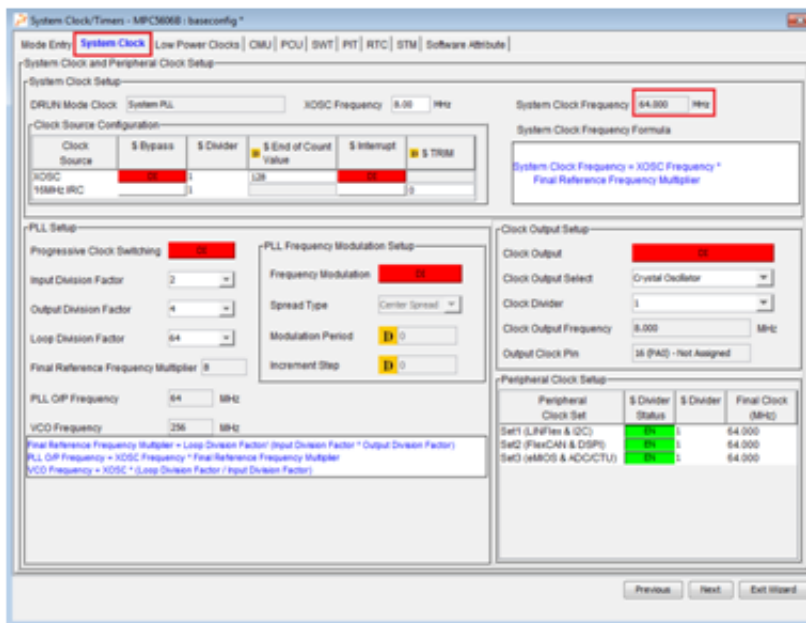 System Clock/Timers - MPC5606B : baseconfig *
Mode Entry System Clock Low Power Clocks CMU PCU SWT PIT RTC STM Software Attribute
System Clock and Peripheral Clock Setup
System Clock Setup
DRUN Mode Clock System PLL XOSC Frequency 8.00 MHz System Clock Frequency 64.000 MHz
Clock Source Configuration
System Clock Frequency Formula
Clock Source $ Bypass $ Divider D $ End of Count Value $ Interrupt D $ TRIM
XOSC DI 1 128 DI
16MHz IRC 1 0
System Clock Frequency = XOSC Frequency *
Final Reference Frequency Multiplier
PLL Setup
Progressive Clock Switching DI
Input Division Factor 2
Output Division Factor 4
Loop Division Factor 64
Final Reference Frequency Multiplier 8
PLL O/P Frequency 64 MHz
VCO Frequency 256 MHz
PLL Frequency Modulation Setup
Frequency Modulation DI
Spread Type Center Spread
Modulation Period D 0
Increment Step D 0
Final Reference Frequency Multiplier = Loop Division Factor/ (Input Division Factor * Output Division Factor)
PLL O/P Frequency = XOSC Frequency * Final Reference Frequency Multiplier
VCO Frequency = XOSC * (Loop Division Factor / Input Division Factor)
Clock Output Setup
Clock Output DI
Clock Output Select Crystal Oscillator
Clock Divider 1
Clock Output Frequency 8.000 MHz
Output Clock Pin 16 (PA0) - Not Assigned
Peripheral Clock Setup
Peripheral Clock Set $ Divider Status $ Divider Final Clock (MHz)
Set1 (LINFlex & I2C) EN 1 64.000
Set2 (FlexCAN & DSPI) EN 1 64.000
Set3 (eMIOS & ADC/CTU) EN 1 64.000
Previous Next Exit Wizard